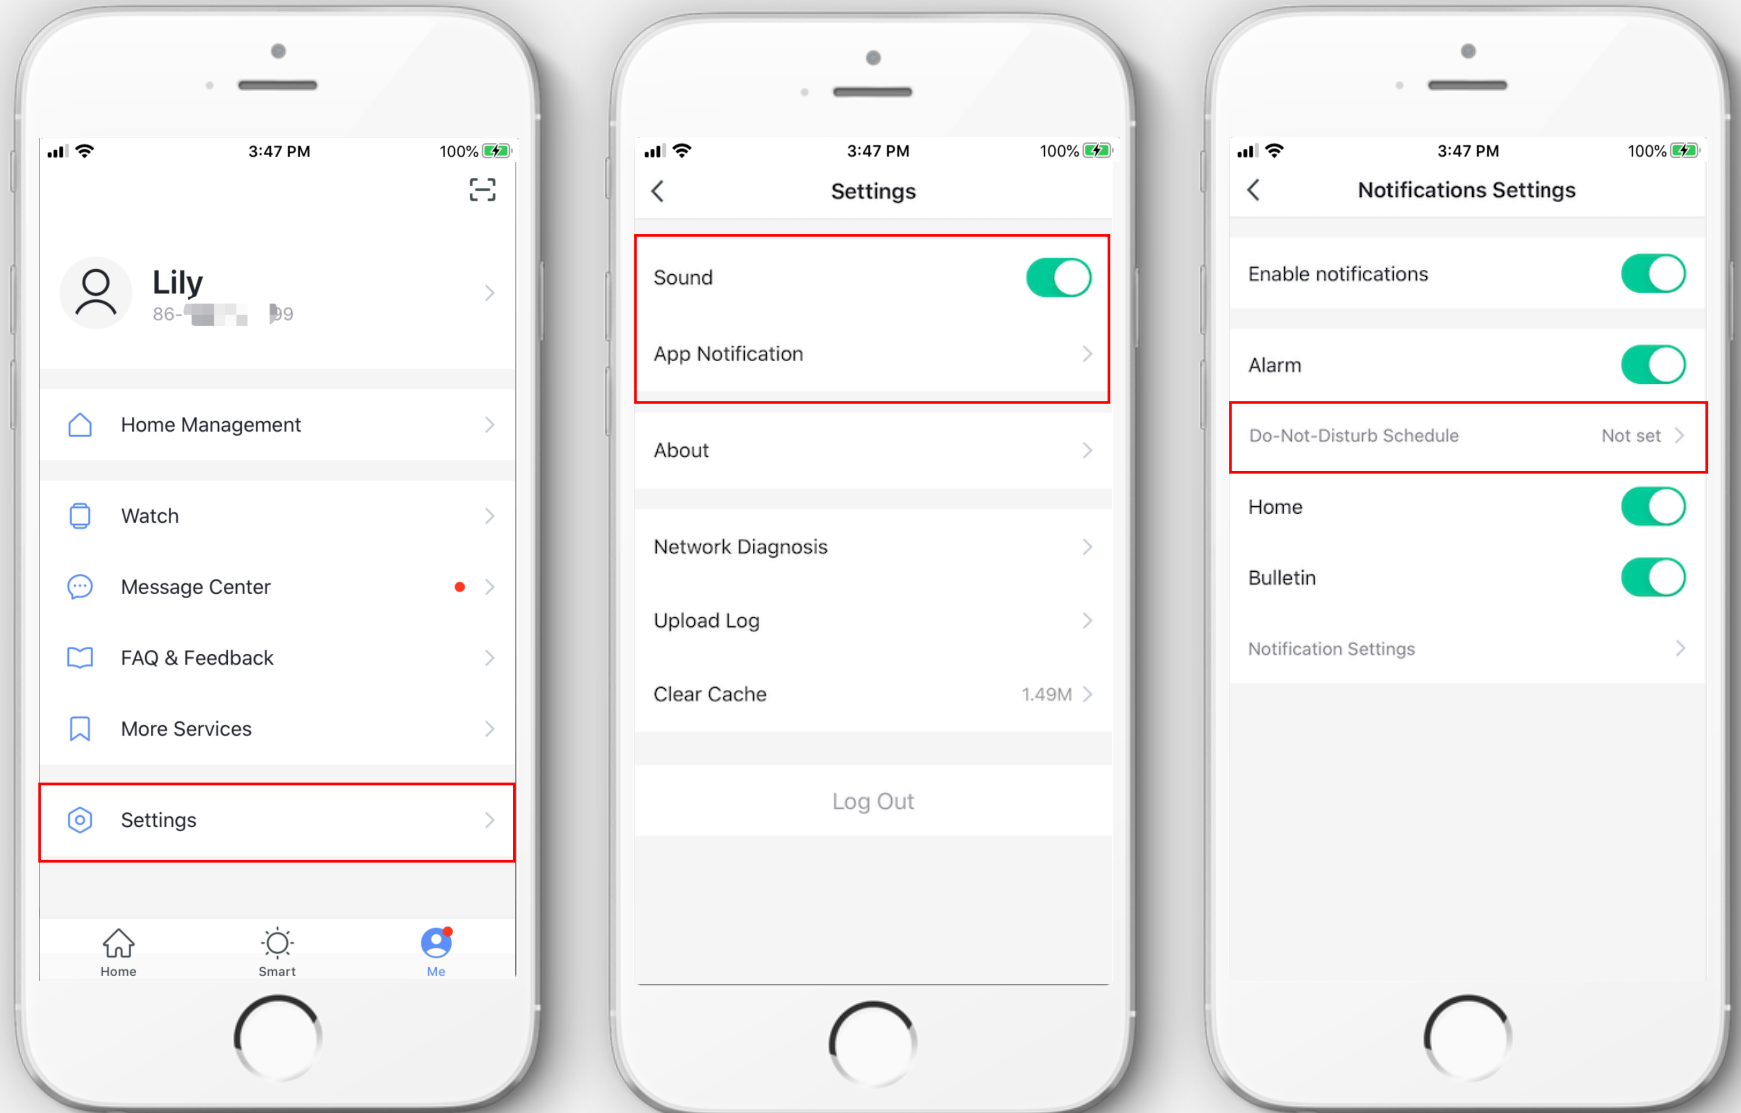 3:47 PM
100%
Lily
86-
99
Home Management
Watch
Message Center
FAQ & Feedback
More Services
Settings
Home
Smart
Me
3:47 PM
100%
Settings
Sound
App Notification
About
Network Diagnosis
Upload Log
Clear Cache
1.49M
Log Out
3:47 PM
100%
Notifications Settings
Enable notifications
Alarm
Do-Not-Disturb Schedule
Not set
Home
Bulletin
Notification Settings